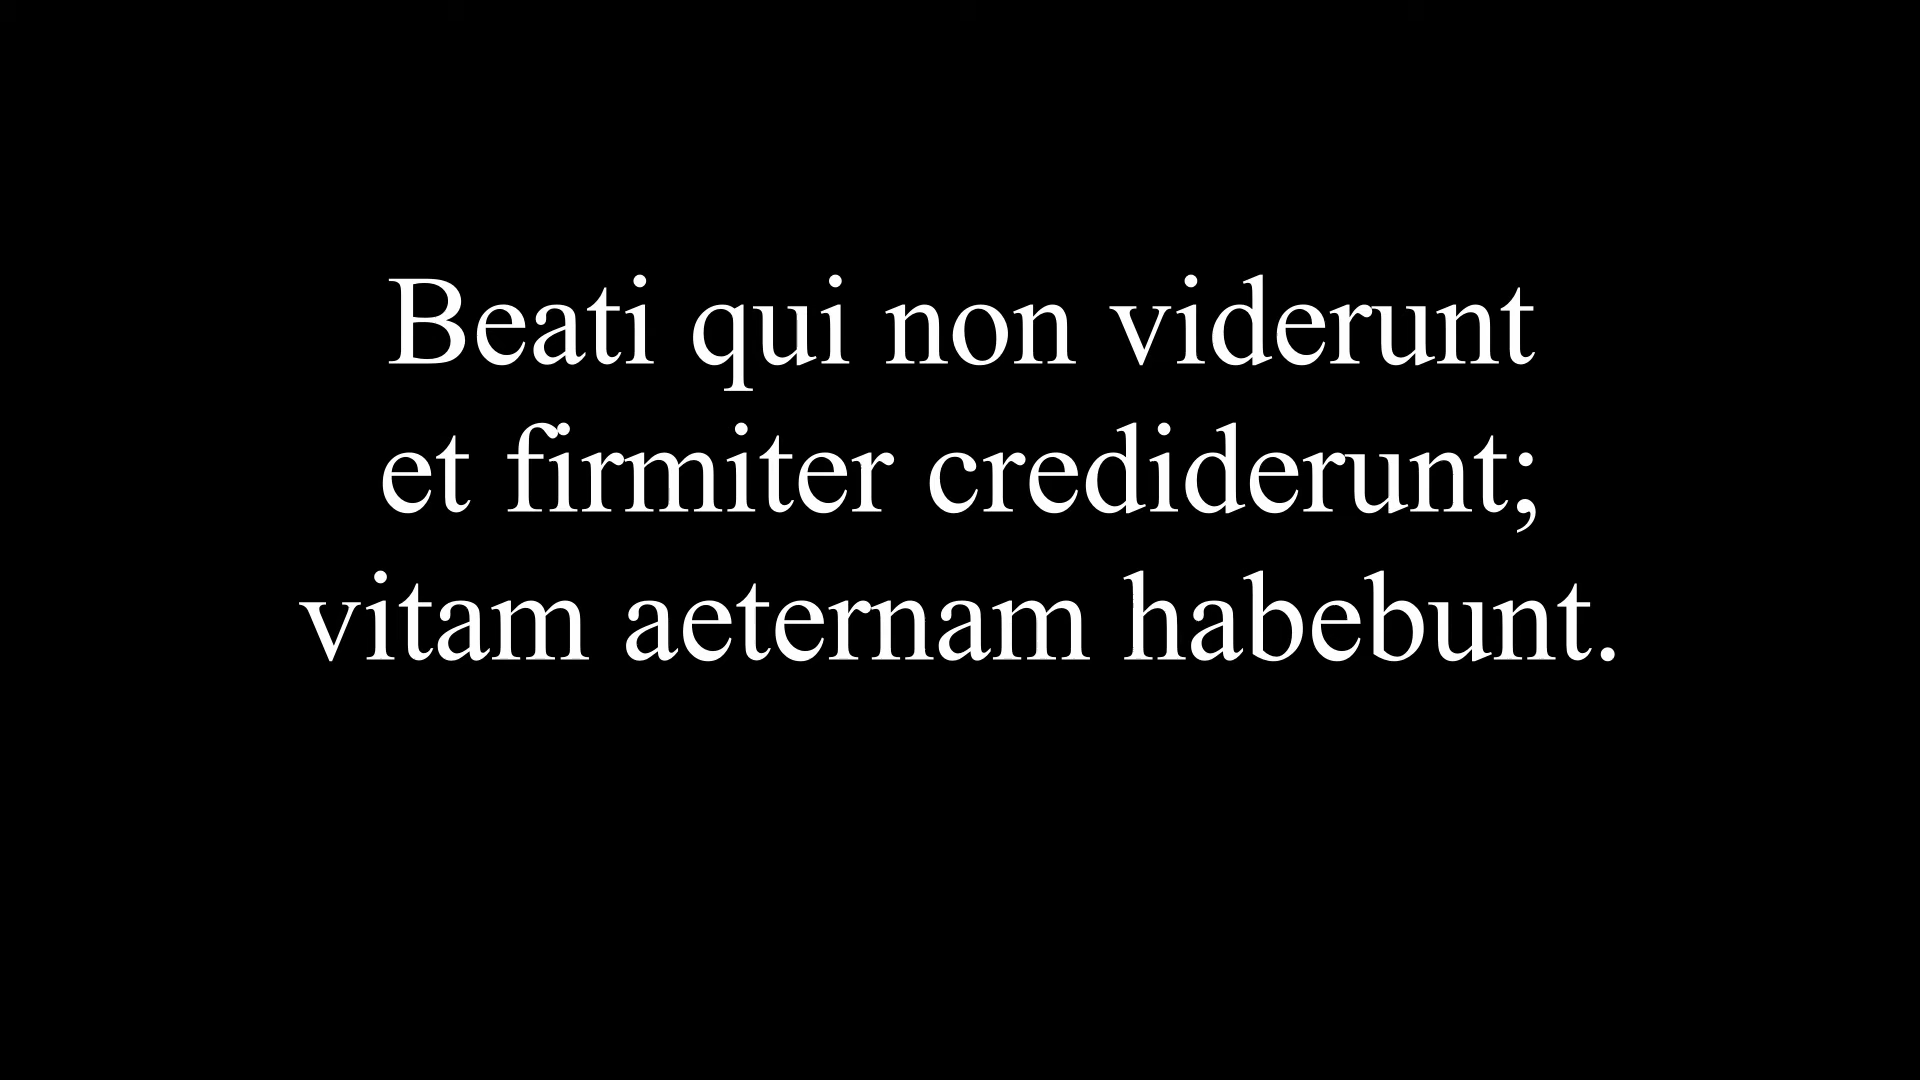 Beati qui non viderunt
et firmiter crediderunt;
vitam aeternam habebunt.